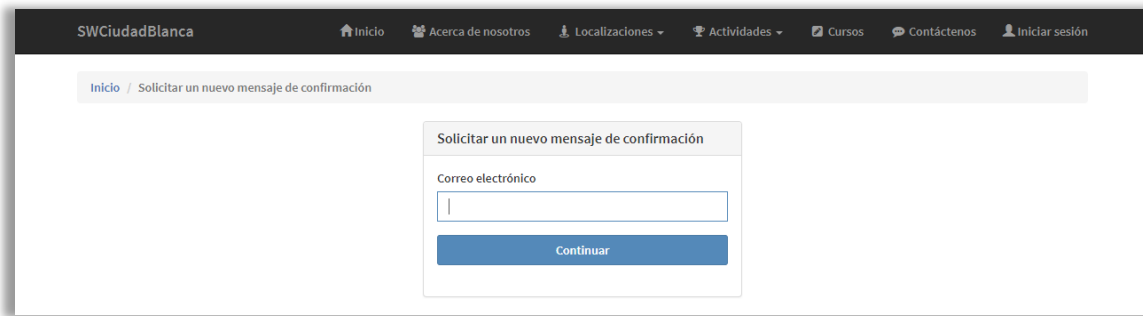 SWCiudadBlanca Inicio Acerca de nosotros Localizaciones Actividades Cursos Contáctenos Iniciar sesión
Inicio / Solicitar un nuevo mensaje de confirmación
Solicitar un nuevo mensaje de confirmación
Correo electrónico
Continuar